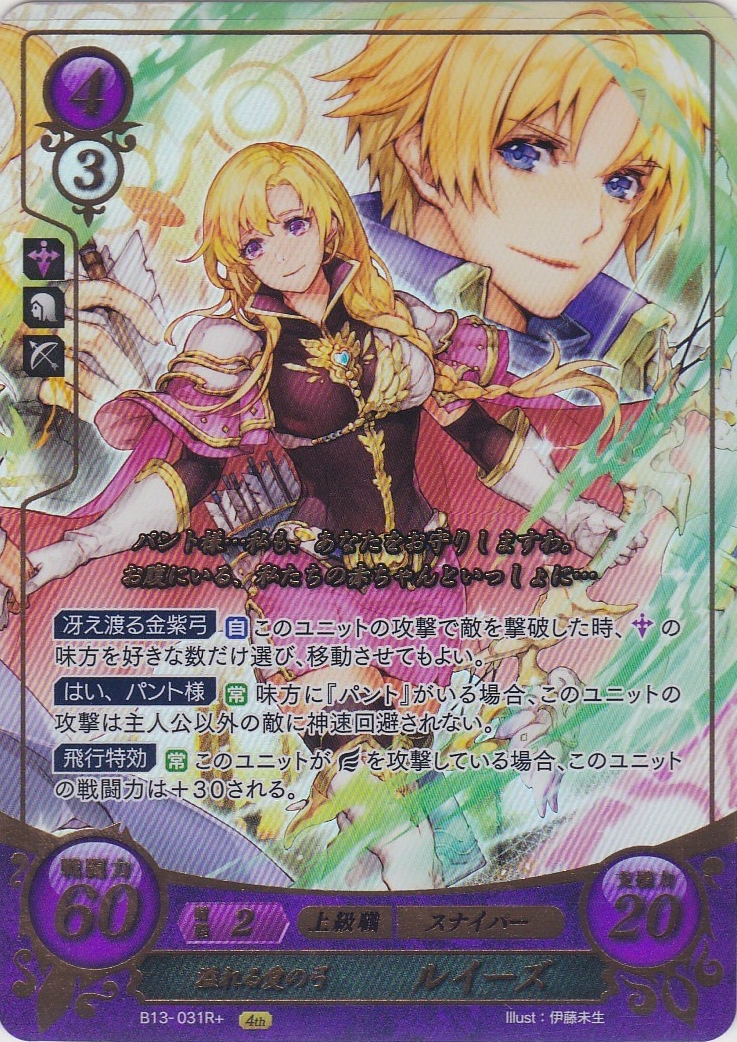 4
3
パント様…私も、あなたをお守りしますわ。
お腹にいる、私たちの赤ちゃんといっしょに…
冴え渡る金紫弓 自 このユニットの攻撃で敵を撃破した時、の
味方を好きな数だけ選び、移動させてもよい。
はい、パント様 常 味方に『パント』がいる場合、このユニットの
攻撃は主人公以外の敵に神速回避されない。
飛行特効 常 このユニットが を攻撃している場合、このユニット
の戦闘力は＋30される。
戦闘力 60
射程 2 上級職 スナイパー
支援力 20
溢れる愛の弓 ルイーズ
B13-031R+ 4th Illust：伊藤未生